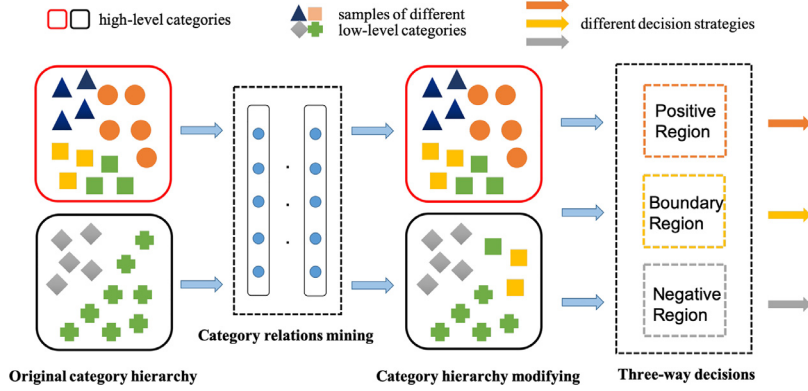 high-level categories
samples of different
low-level categories
different decision strategies
Positive
Region
Boundary
Region
Negative
Region
Category relations mining
Original category hierarchy
Category hierarchy modifying
Three-way decisions